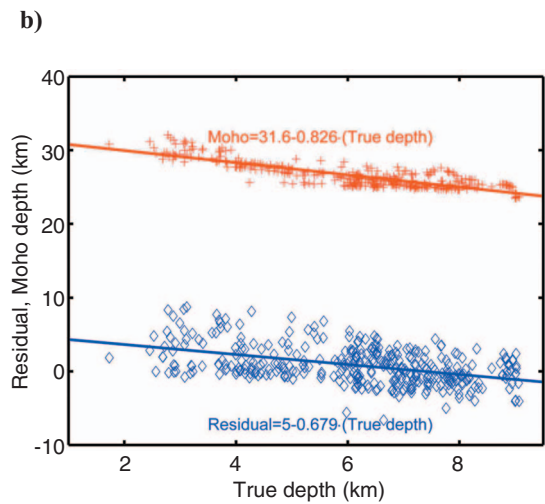 b)
40
Moho=31.6-0.826·(True depth)
30
20
10
0
Residual=5-0.679·(True depth)
-10
2 4 6 8
True depth (km)
Residual, Moho depth (km)